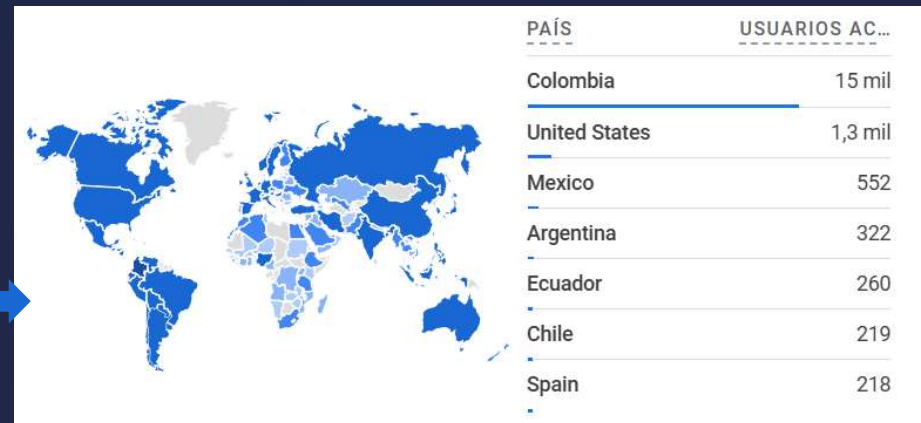 PAÍS USUARIOS AC...
Colombia 15 mil
United States 1,3 mil
Mexico 552
Argentina 322
Ecuador 260
Chile 219
Spain 218